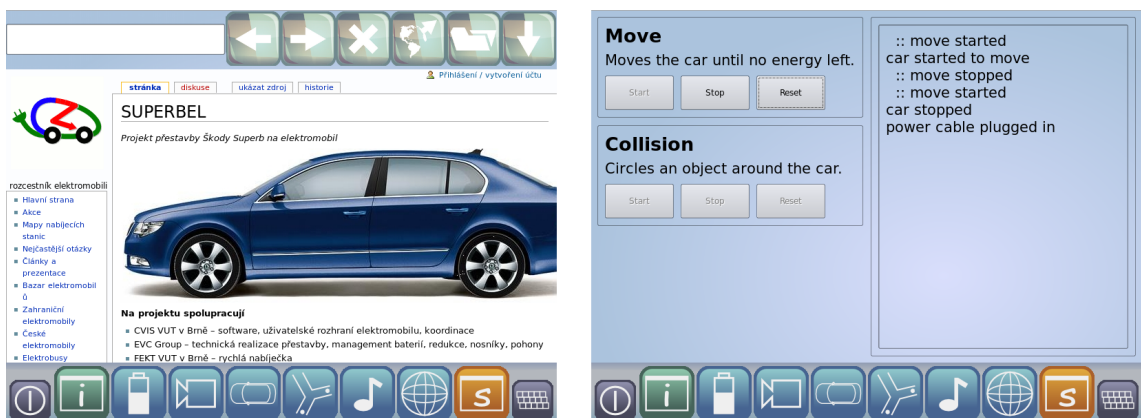 Přihlášení / vytvoření účtu
stránka diskuse ukázat zdroj historie
SUPERBEL
Projekt přestavby Škody Superb na elektromobil
rozcestník elektromobili
Hlavní strana
Akce
Mapy nabíjecích
stanic
Nejčastější otázky
Články a
prezentace
Bazar elektromobil
ů
Zahraniční
elektromobily
České
elektromobily
Elektrobusy
Na projektu spolupracují
CVIS VUT v Brně – software, uživatelské rozhraní elektromobilu, koordinace
EVC Group – technická realizace přestavby, management baterií, redukce, nosníky, pohony
FEKT VUT v Brně – rychlá nabíječka
i
S
Move
Moves the car until no energy left.
Start Stop Reset
Collision
Circles an object around the car.
Start Stop Reset
:: move started
car started to move
:: move stopped
:: move started
car stopped
power cable plugged in
i
S